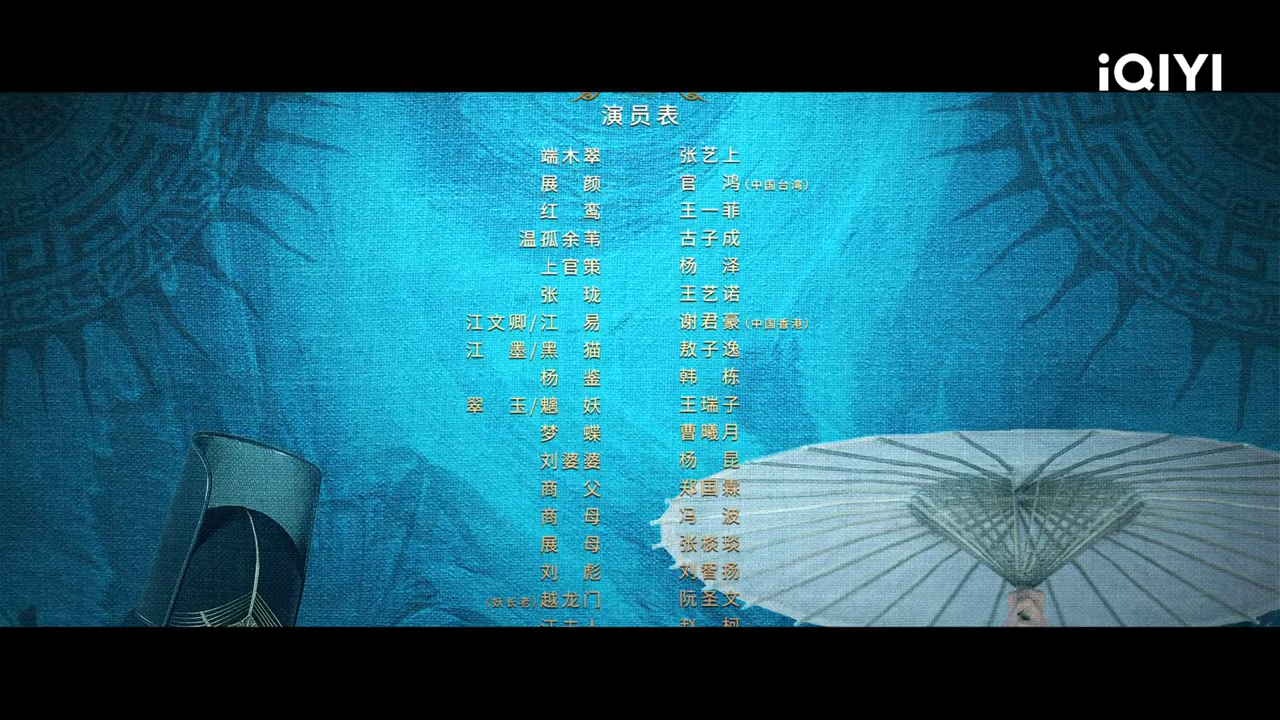 iQIYI
演员表
端木翠 张艺上
展颜 官鸿(中国台湾)
红鸾 王一菲
温孤余苇 古子成
上官策 杨泽
张珑 王艺诺
江文卿/江易 谢君豪(中国香港)
江墨/黑猫 敖子逸
杨鉴 韩栋
翠玉/魑妖 王瑞子
梦蝶 曹曦月
刘婆婆 杨昆
商父 郑国霖
商母 冯波
展母 张棪琰
刘彪 刘智扬
(妖长老)越龙门 阮圣文